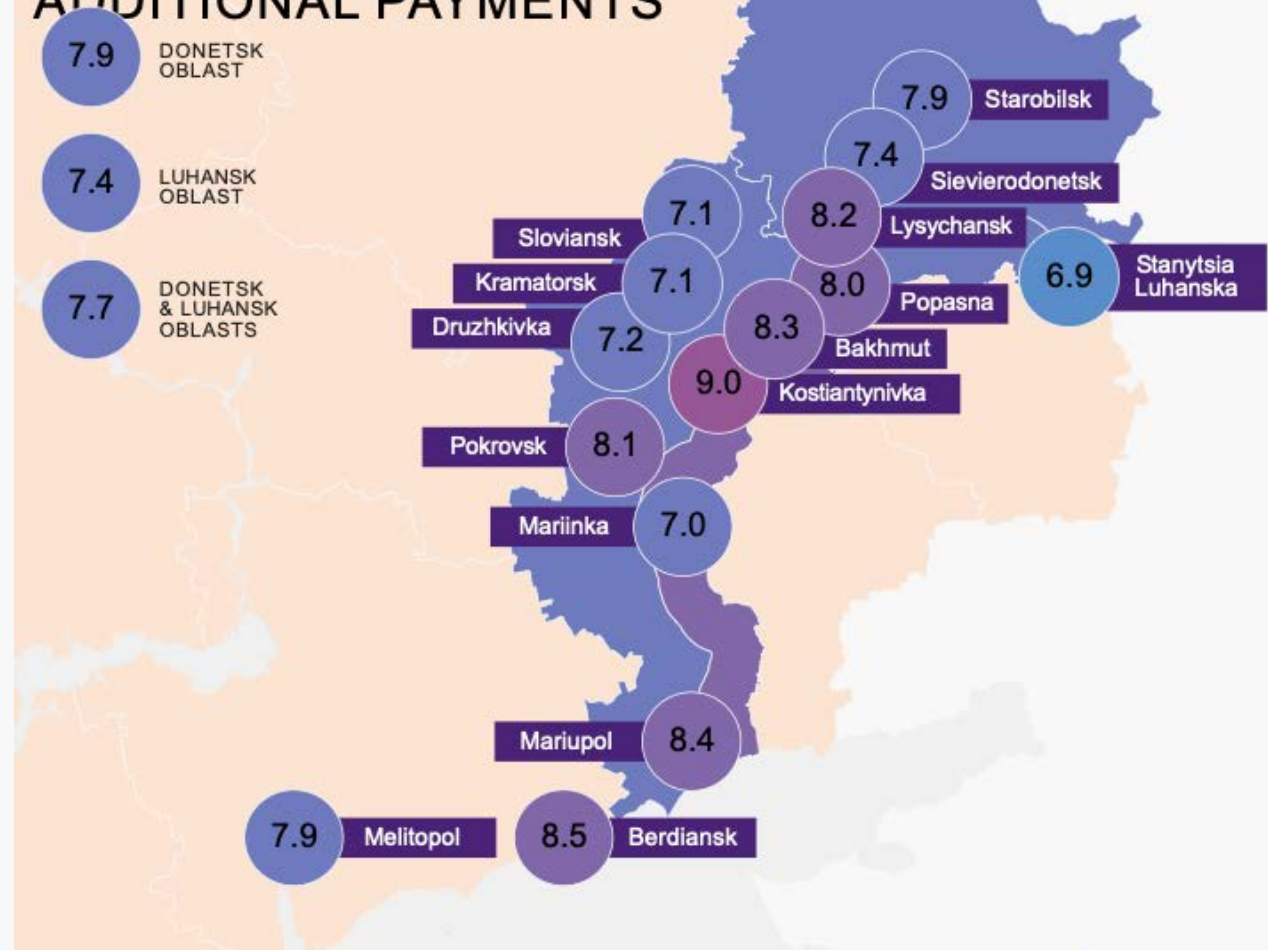 ADDITIONAL PAYMENTS
7.9
DONETSK
OBLAST
7.4
LUHANSK
OBLAST
7.7
DONETSK
& LUHANSK
OBLASTS
7.9
Starobilsk
7.4
Sievierodonetsk
8.2
Lysychansk
7.1
Sloviansk
6.9
Stanytsia
Luhanska
7.1
Kramatorsk
8.0
Popasna
7.2
Druzhkivka
8.3
Bakhmut
9.0
Kostiantynivka
Pokrovsk
8.1
Mariinka
7.0
Mariupol
8.4
7.9
Melitopol
8.5
Berdiansk